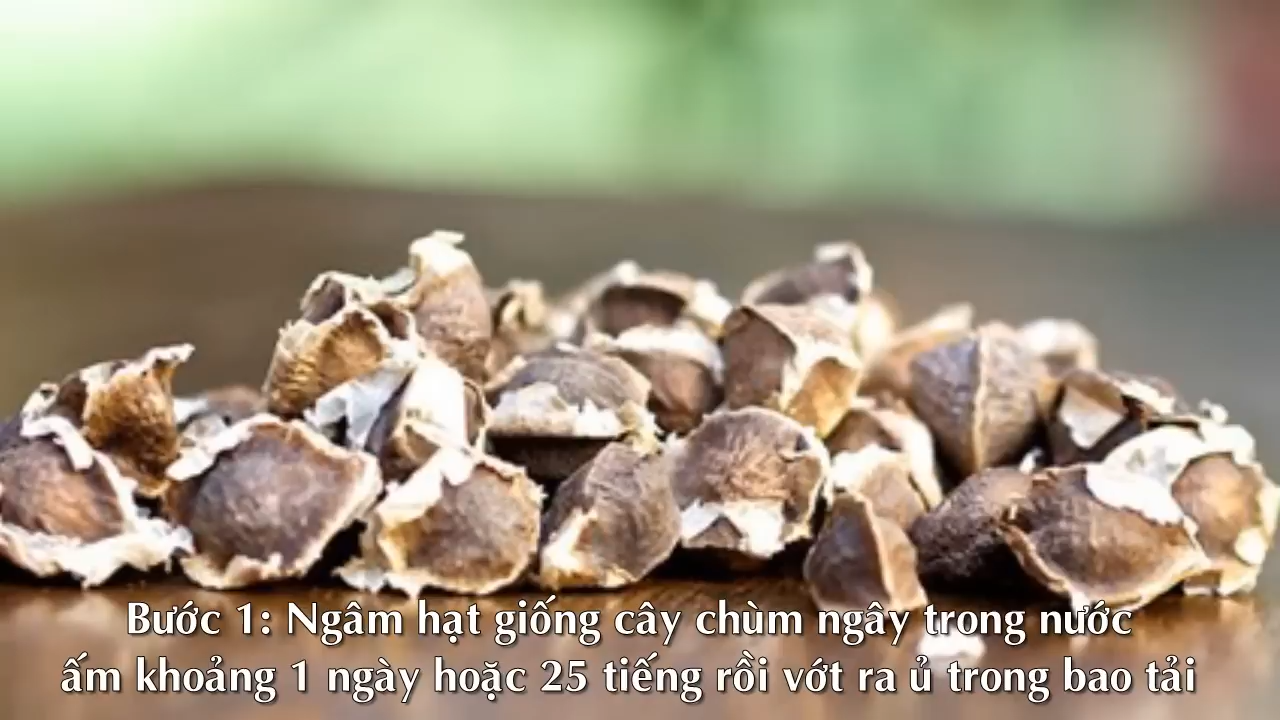 Bước 1: Ngâm hạt giống cây chùm ngây trong nước
ấm khoảng 1 ngày hoặc 25 tiếng rồi vớt ra ủ trong bao tải